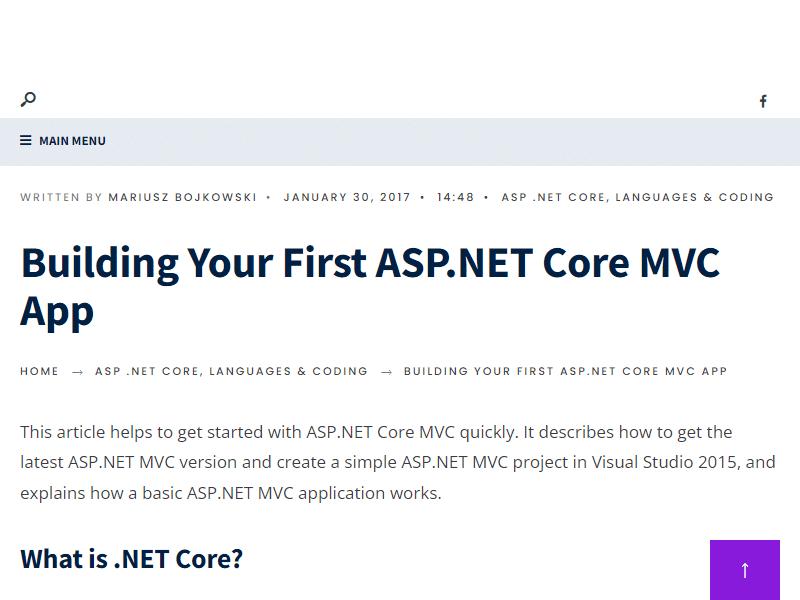 MAIN MENU
WRITTEN BY MARIUSZ BOJKOWSKI • JANUARY 30, 2017 • 14:48 • ASP .NET CORE, LANGUAGES & CODING
Building Your First ASP.NET Core MVC
App
HOME → ASP .NET CORE, LANGUAGES & CODING → BUILDING YOUR FIRST ASP.NET CORE MVC APP
This article helps to get started with ASP.NET Core MVC quickly. It describes how to get the
latest ASP.NET MVC version and create a simple ASP.NET MVC project in Visual Studio 2015, and
explains how a basic ASP.NET MVC application works.
What is .NET Core?
↑